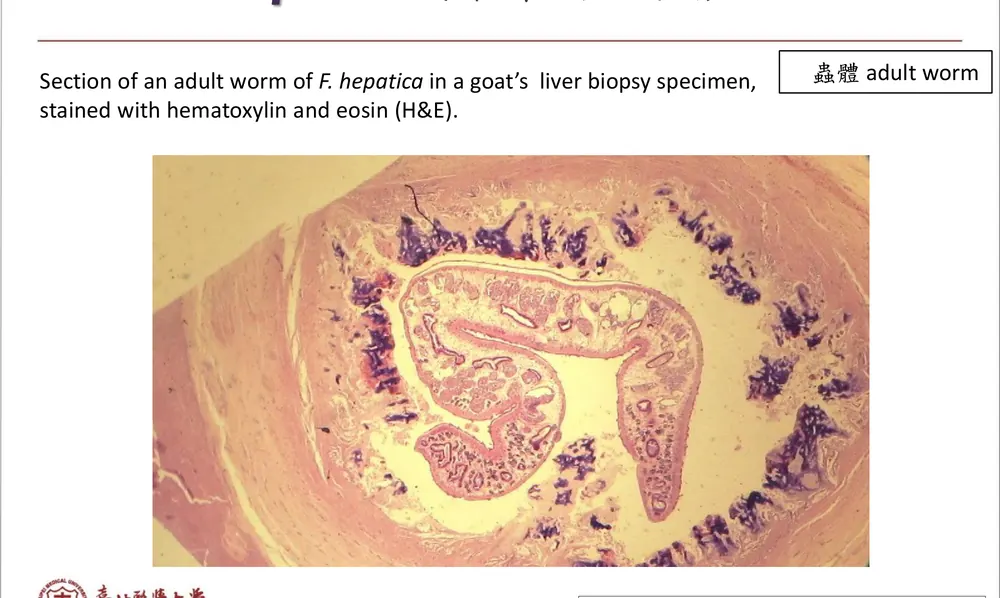 Section of an adult worm of F. hepatica in a goat’s  liver biopsy specimen,
stained with hematoxylin and eosin (H&E).
蟲體 adult worm